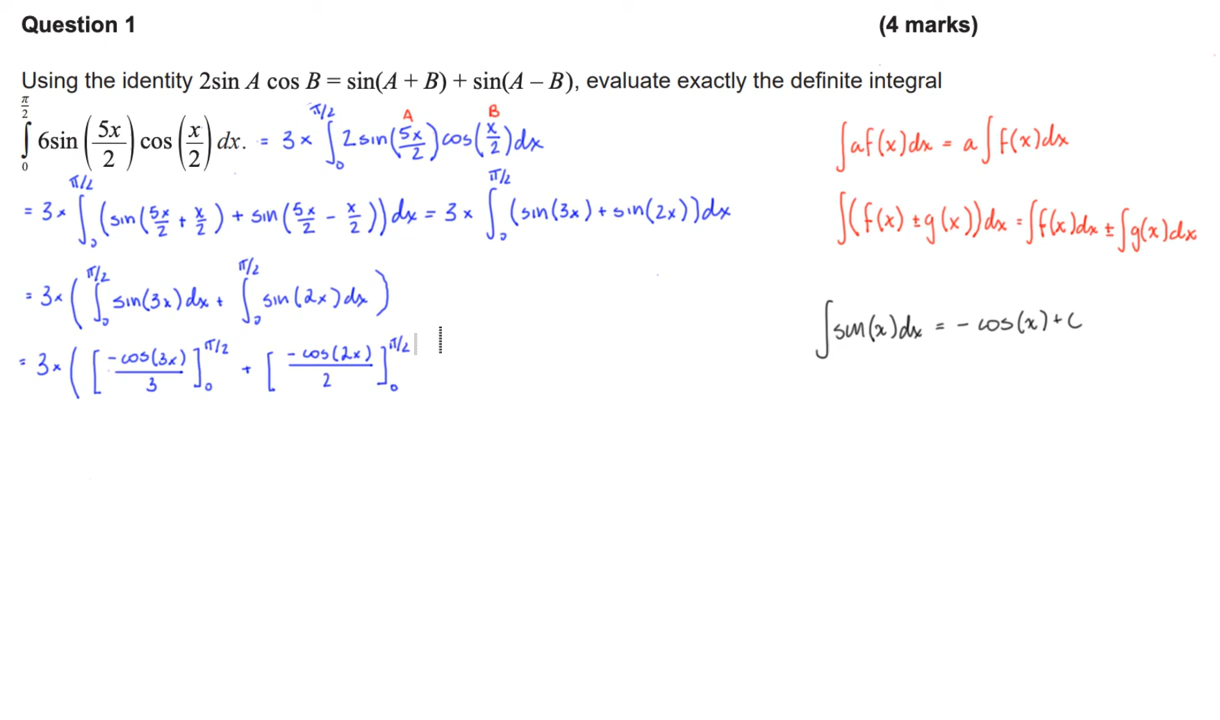 Question 1 (4 marks)
Using the identity 2sin A cos B = sin(A + B) + sin(A − B), evaluate exactly the definite integral
∫₀^(π/2) 6sin(5x/2) cos(x/2) dx. = 3 × ∫₀^(π/2) 2 sin(5x/2) cos(x/2) dx
A B
= 3 × ∫₀^(π/2) (sin(5x/2 + x/2) + sin(5x/2 − x/2)) dx = 3 × ∫₀^(π/2) (sin(3x) + sin(2x)) dx
= 3 × ( ∫₀^(π/2) sin(3x) dx + ∫₀^(π/2) sin(2x) dx )
= 3 × ( [ −cos(3x)/3 ]₀^(π/2) + [ −cos(2x)/2 ]₀^(π/2)
∫ a f(x) dx = a ∫ f(x) dx
∫ (f(x) ± g(x)) dx = ∫ f(x) dx ± ∫ g(x) dx
∫ sin(x) dx = − cos(x) + C